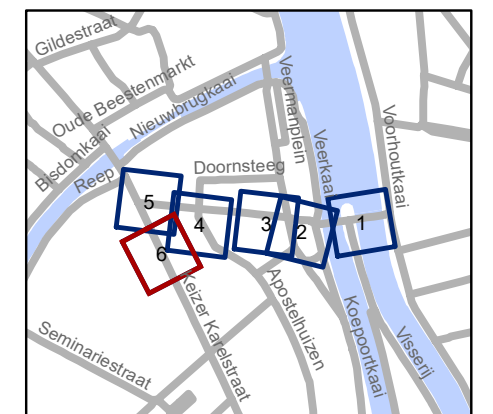 Gildestraat
Oude Beestenmarkt
Nieuwbrugkaai
Bisdomkaai
Reep
Veermanplein
Veerkaai
Voorhoutkaai
Doornsteeg
5
4
3
2
1
6
Keizer Karelstraat
Apostelhuizen
Koepoortkaai
Visserij
Seminariestraat